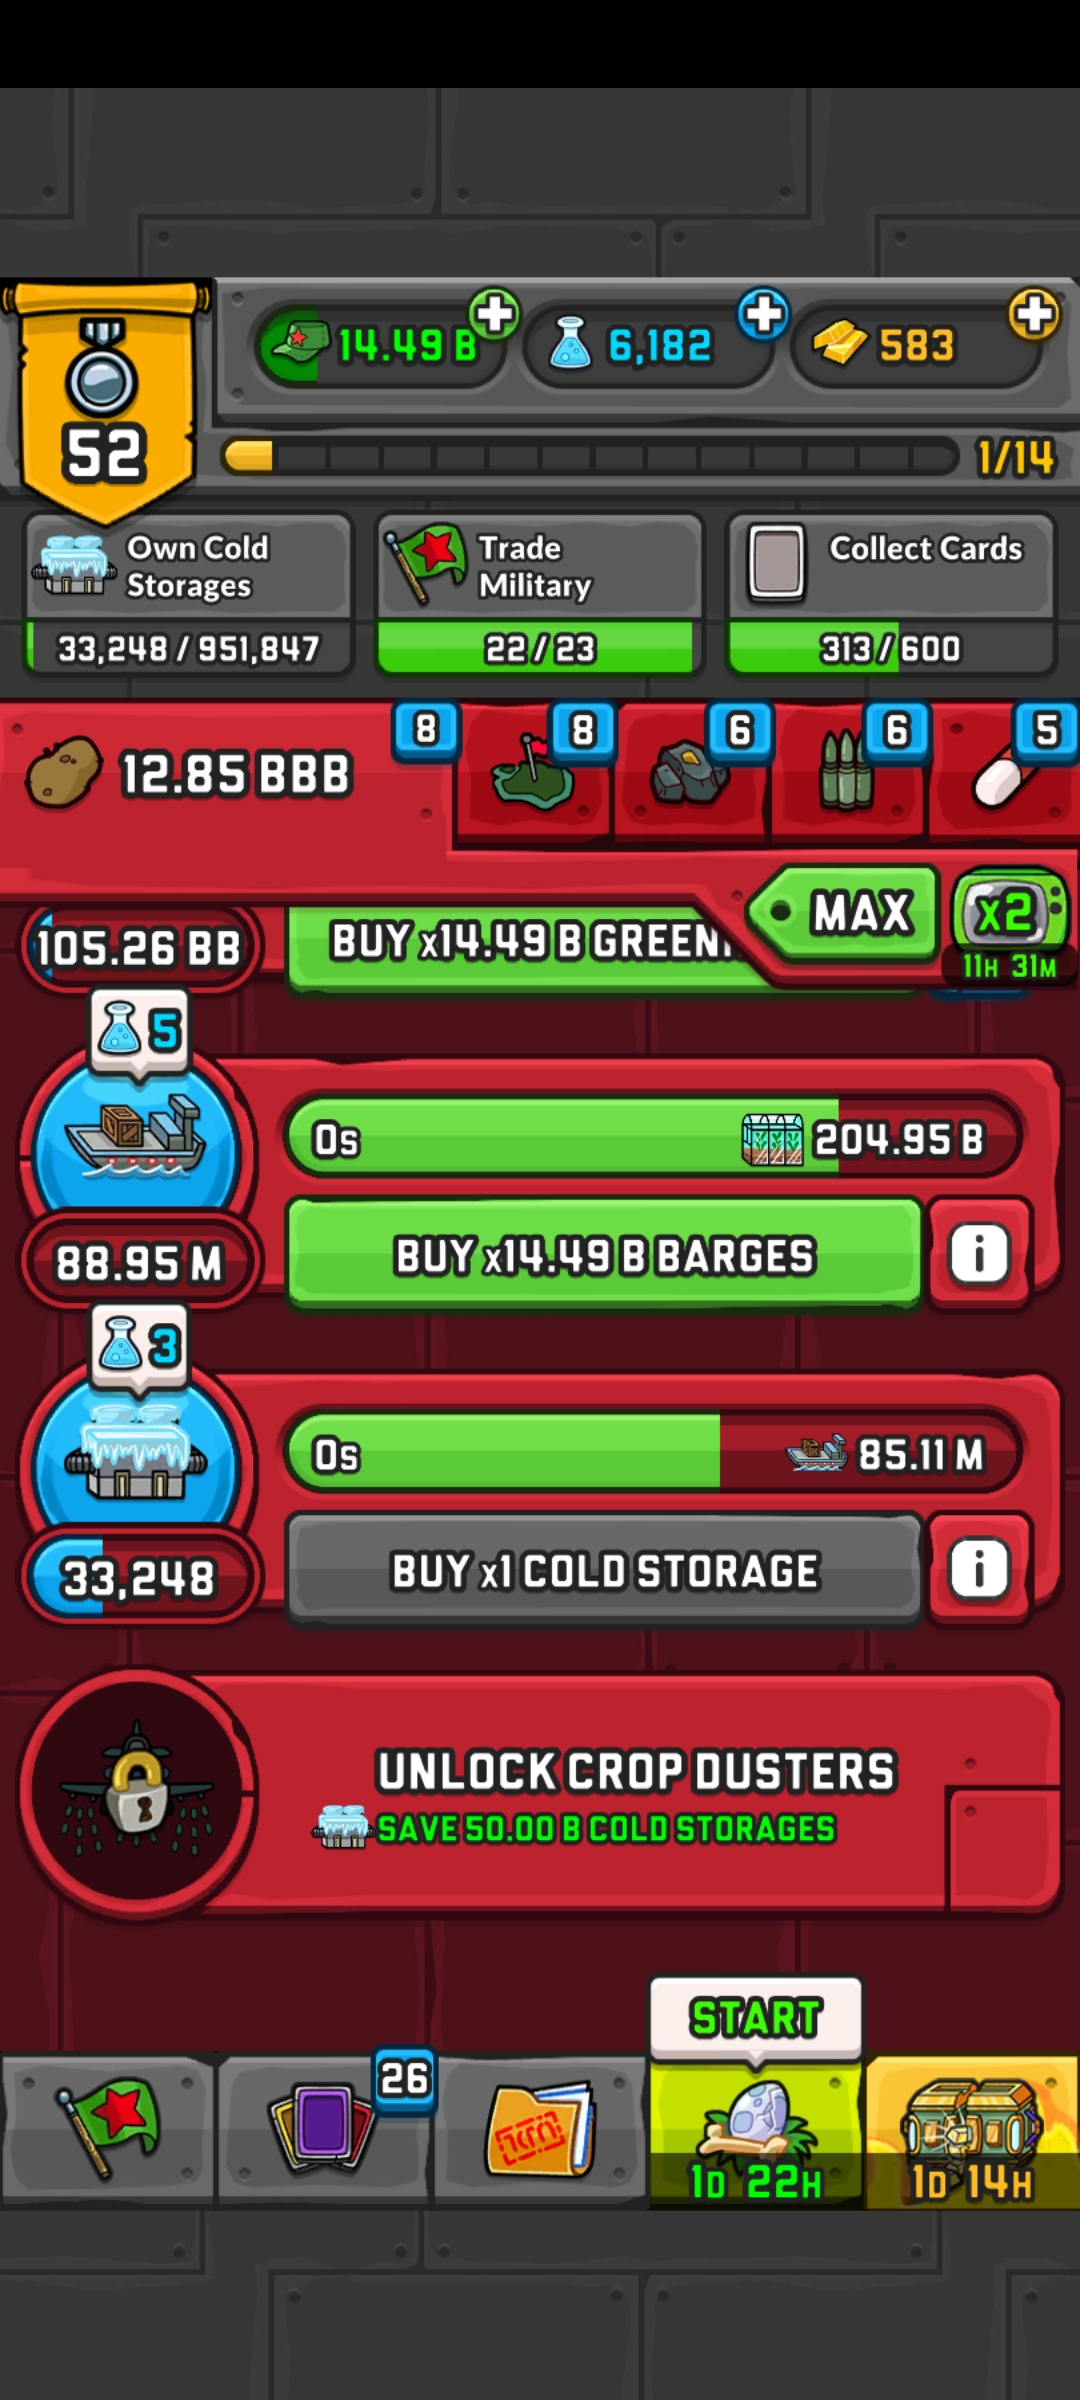 14.49 B
6,182
583
52
1/14
Own Cold
Storages
33,248 / 951,847
Trade
Military
22 / 23
Collect Cards
313 / 600
12.85 BBB
8
8
6
6
5
MAX
x2
11H 31M
105.26 BB
BUY x14.49 B
5
0s
204.95 B
88.95 M
BUY x14.49 B BARGES
i
3
0s
85.11 M
33,248
BUY x1 COLD STORAGE
i
UNLOCK CROP DUSTERS
SAVE 50.00 B COLD STORAGES
START
26
1D 22H
1D 14H